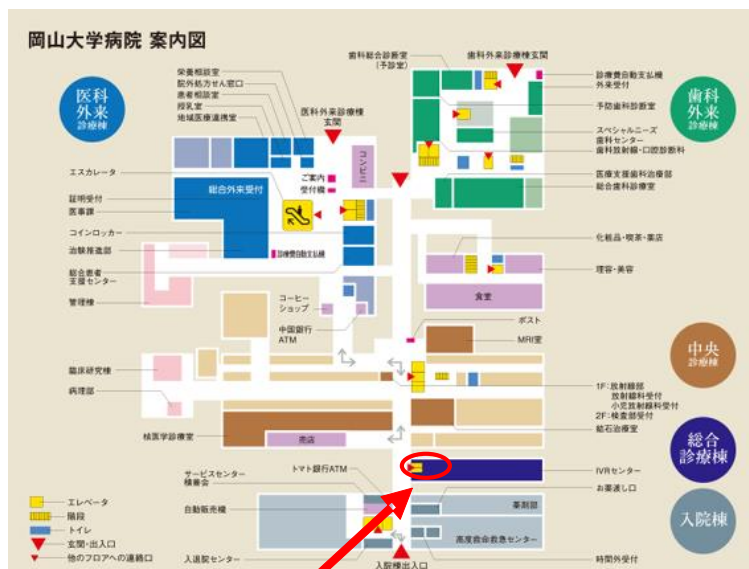 岡山大学病院 案内図
医科
外来
診療棟
栄養相談室
院外処方せん窓口
患者相談室
授乳室
地域医療連携室
医科外来診療棟
玄関
歯科総合診断室
(予診室)
歯科外来診療棟玄関
歯科
外来
診療棟
診療費自動支払機
外来受付
予防歯科診断室
スペシャルニーズ
歯科センター
歯科放射線・口腔診断科
医療支援歯科治療部
総合歯科診療室
エスカレータ
証明受付
医事課
コインロッカー
治験推進部
総合患者
支援センター
管理棟
総合外来受付
ご案内
受付機
コンビニ
診療費自動支払機
コーヒー
ショップ
中国銀行
ATM
化粧品・喫茶・薬店
理容・美容
食堂
ポスト
MRI室
中央
診療棟
臨床研究棟
病理部
核医学診療室
売店
1F:放射線部
放射線科受付
小児放射線科受付
2F:検査部受付
結石治療室
総合
診療棟
IVRセンター
サービスセンター
積善会
トマト銀行ATM
お薬渡し口
薬剤部
入院棟
自動販売機
高度救命救急センター
入退院センター
入院棟出入口
時間外受付
エレベータ
階段
トイレ
玄関・出入口
他のフロアへの連絡口